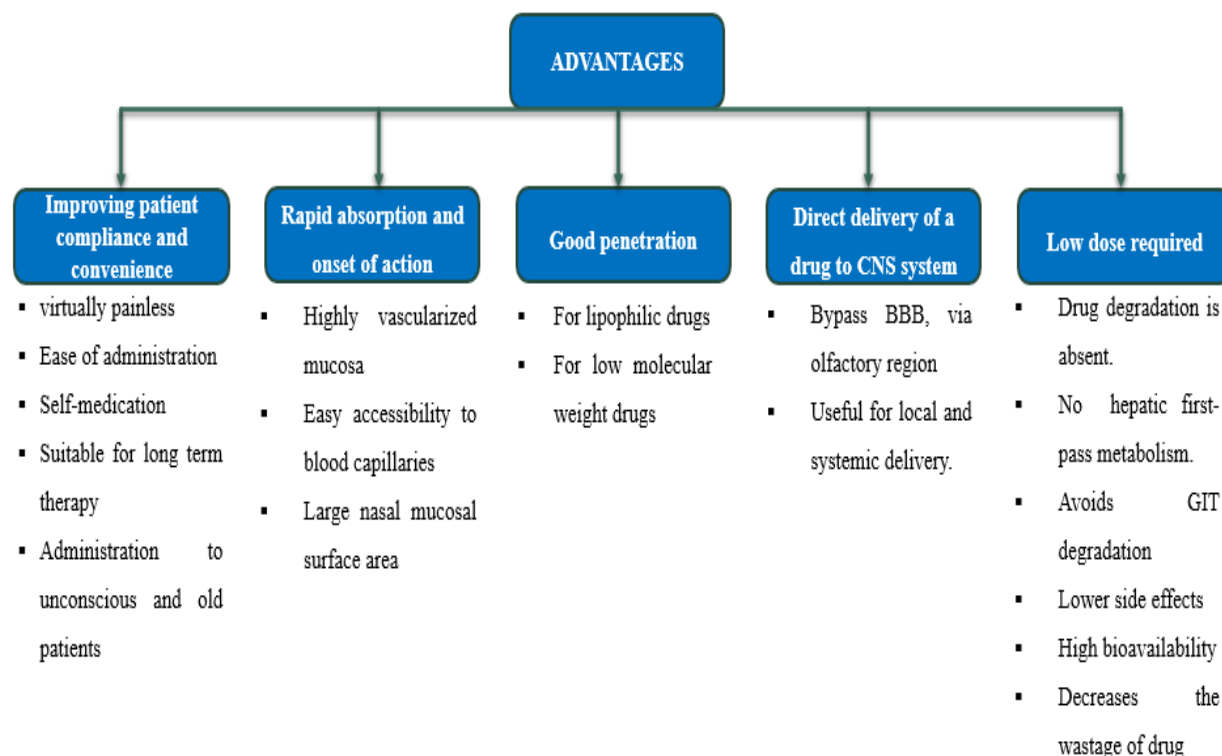 ADVANTAGES
Improving patient
compliance and
convenience
▪ virtually painless
▪ Ease of administration
▪ Self-medication
▪ Suitable for long term
therapy
▪ Administration to
unconscious and old
patients
Rapid absorption and
onset of action
▪ Highly vascularized
mucosa
▪ Easy accessibility to
blood capillaries
▪ Large nasal mucosal
surface area
Good penetration
▪ For lipophilic drugs
▪ For low molecular
weight drugs
Direct delivery of a
drug to CNS system
▪ Bypass BBB, via
olfactory region
▪ Useful for local and
systemic delivery.
Low dose required
▪ Drug degradation is
absent.
▪ No hepatic first-
pass metabolism.
▪ Avoids GIT
degradation
▪ Lower side effects
▪ High bioavailability
▪ Decreases the
wastage of drug